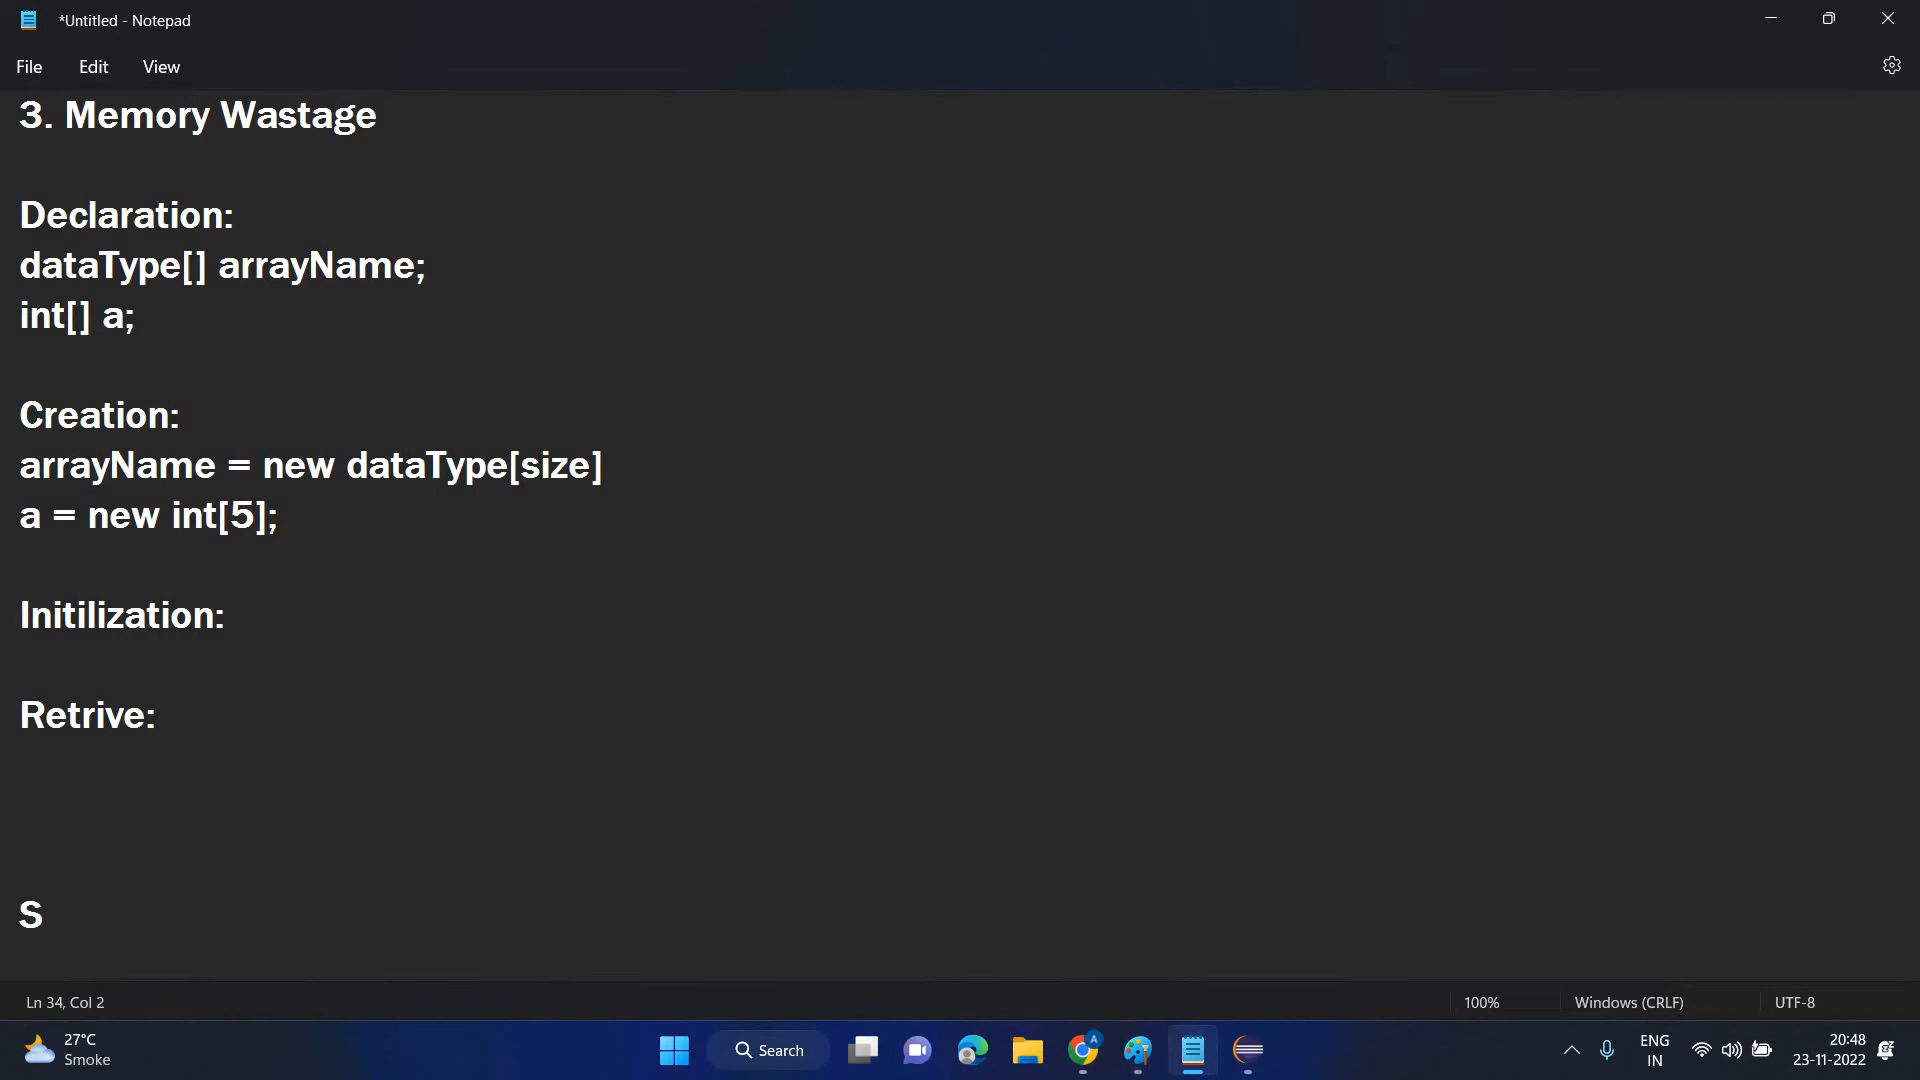 *Untitled - Notepad
File Edit View
3. Memory Wastage
Declaration:
dataType[] arrayName;
int[] a;
Creation:
arrayName = new dataType[size]
a = new int[5];
Initilization:
Retrive:
S
Ln 34, Col 2
100%
Windows (CRLF)
UTF-8
27°C
Smoke
Search
A
ENG
IN
20:48
23-11-2022